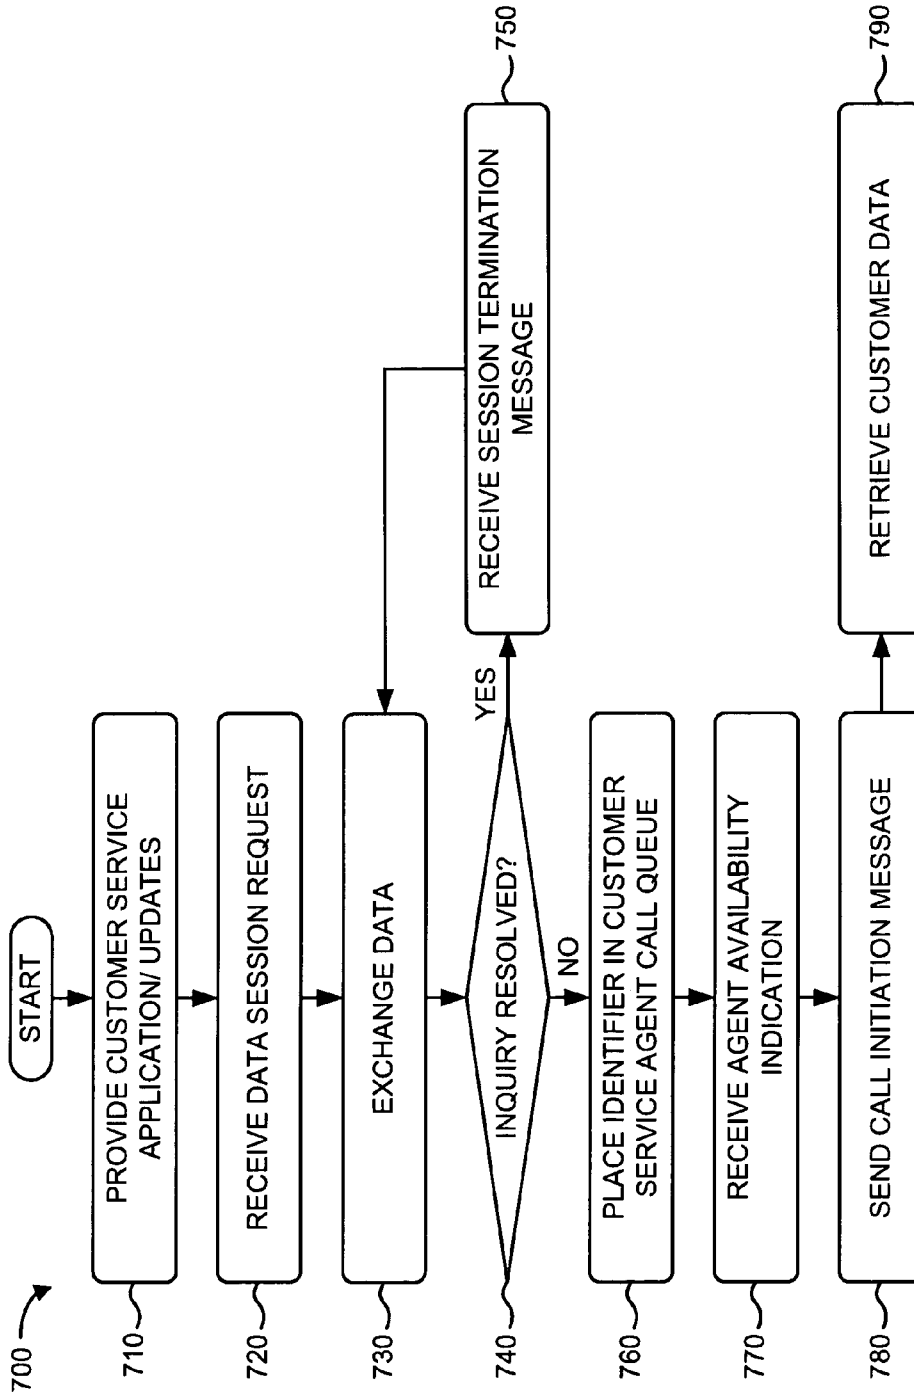 700
START
710
PROVIDE CUSTOMER SERVICE
APPLICATION/ UPDATES
720
RECEIVE DATA SESSION REQUEST
730
EXCHANGE DATA
740
INQUIRY RESOLVED?
YES
NO
750
RECEIVE SESSION TERMINATION
MESSAGE
760
PLACE IDENTIFIER IN CUSTOMER
SERVICE AGENT CALL QUEUE
770
RECEIVE AGENT AVAILABILITY
INDICATION
780
SEND CALL INITIATION MESSAGE
790
RETRIEVE CUSTOMER DATA